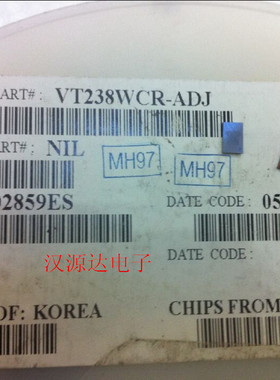 ART#: VT238WCR-ADJ
ART#: NIL
MH97
MH97
02859ES
DATE CODE: 05
汉源达电子
DATE CODE:
OF: KOREA
CHIPS FROM